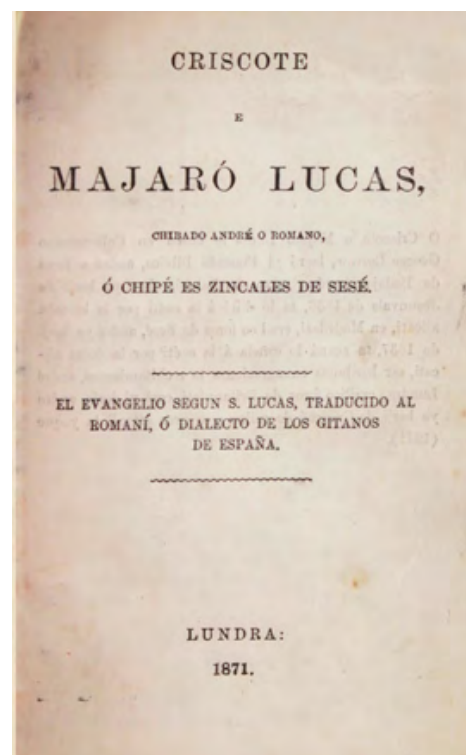 CRISCOTE
E
MAJARÓ LUCAS,
CHIBADO ANDRÉ O ROMANO,
Ó CHIPÉ ES ZINCALES DE SESÉ.
EL EVANGELIO SEGUN S. LUCAS, TRADUCIDO AL
ROMANÍ, Ó DIALECTO DE LOS GITANOS
DE ESPAÑA.
LUNDRA:
1871.